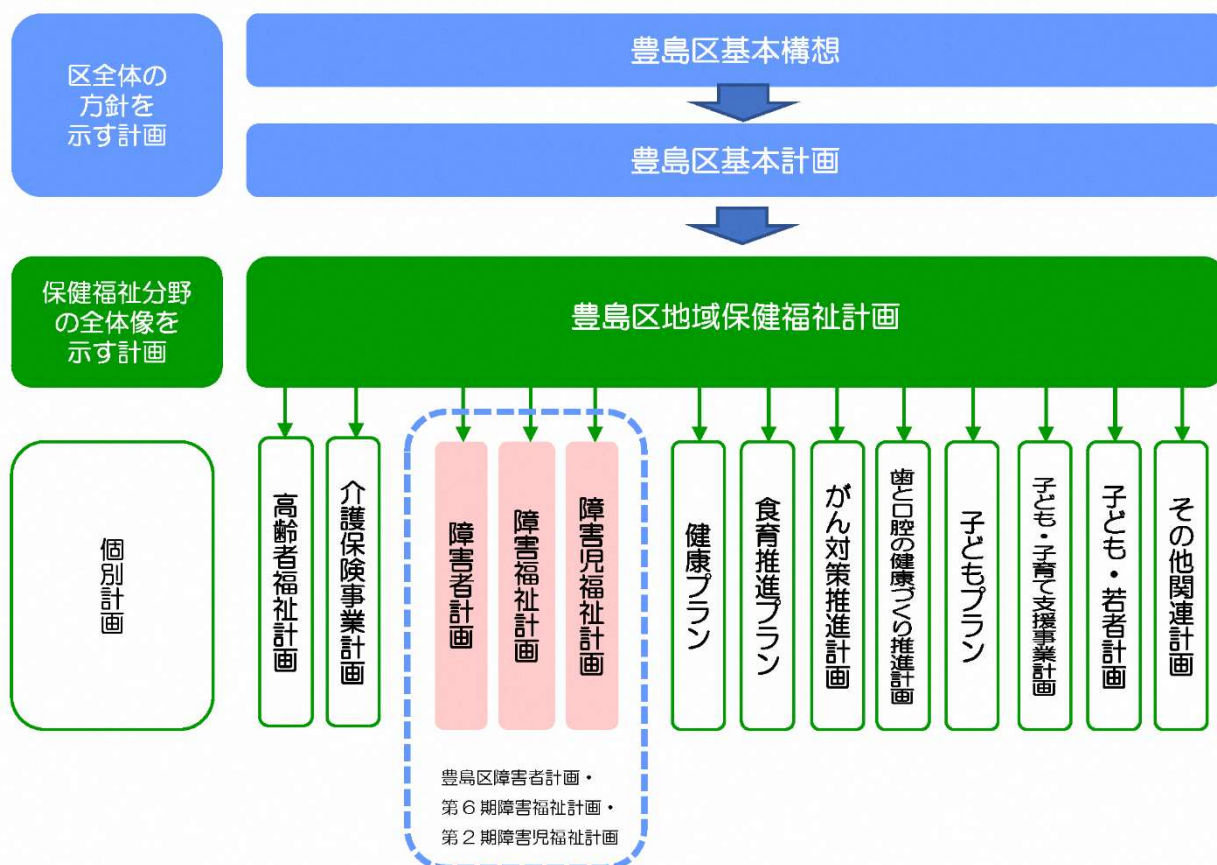 区全体の
方針を
示す計画
豊島区基本構想
豊島区基本計画
保健福祉分野
の全体像を
示す計画
豊島区地域保健福祉計画
個別計画
高齢者福祉計画
介護保険事業計画
障害者計画
障害福祉計画
障害児福祉計画
健康プラン
食育推進プラン
がん対策推進計画
歯と口腔の健康づくり推進計画
子どもプラン
子ども・子育て支援事業計画
子ども・若者計画
その他関連計画
豊島区障害者計画・
第6期障害福祉計画・
第2期障害児福祉計画